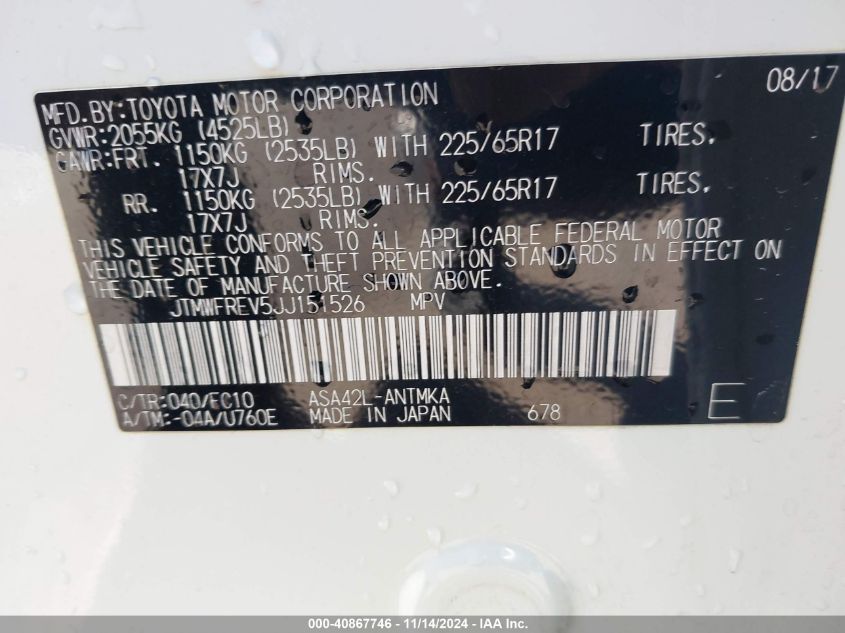 08/17
MFD.BY:TOYOTA MOTOR CORPORATION
GVWR:2055KG (4525LB)
GAWR:FRT. 1150KG (2535LB) WITH 225/65R17 TIRES.
17X7J RIMS.
RR. 1150KG (2535LB) WITH 225/65R17 TIRES.
17X7J RIMS.
THIS VEHICLE CONFORMS TO ALL APPLICABLE FEDERAL MOTOR
VEHICLE SAFETY AND THEFT PREVENTION STANDARDS IN EFFECT ON
THE DATE OF MANUFACTURE SHOWN ABOVE.
JTMWFREV5JJ151526 MPV
C/TR:040/EC10 ASA42L-ANTMKA
A/TM:-04A/U760E MADE IN JAPAN 678 E
000-40867746 - 11/14/2024 - IAA, Inc.